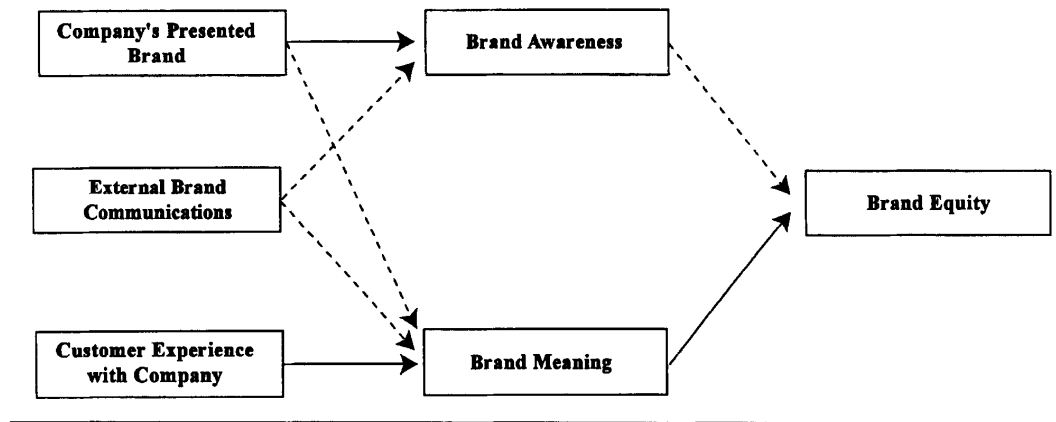 Company's Presented
Brand
Brand Awareness
External Brand
Communications
Brand Equity
Customer Experience
with Company
Brand Meaning